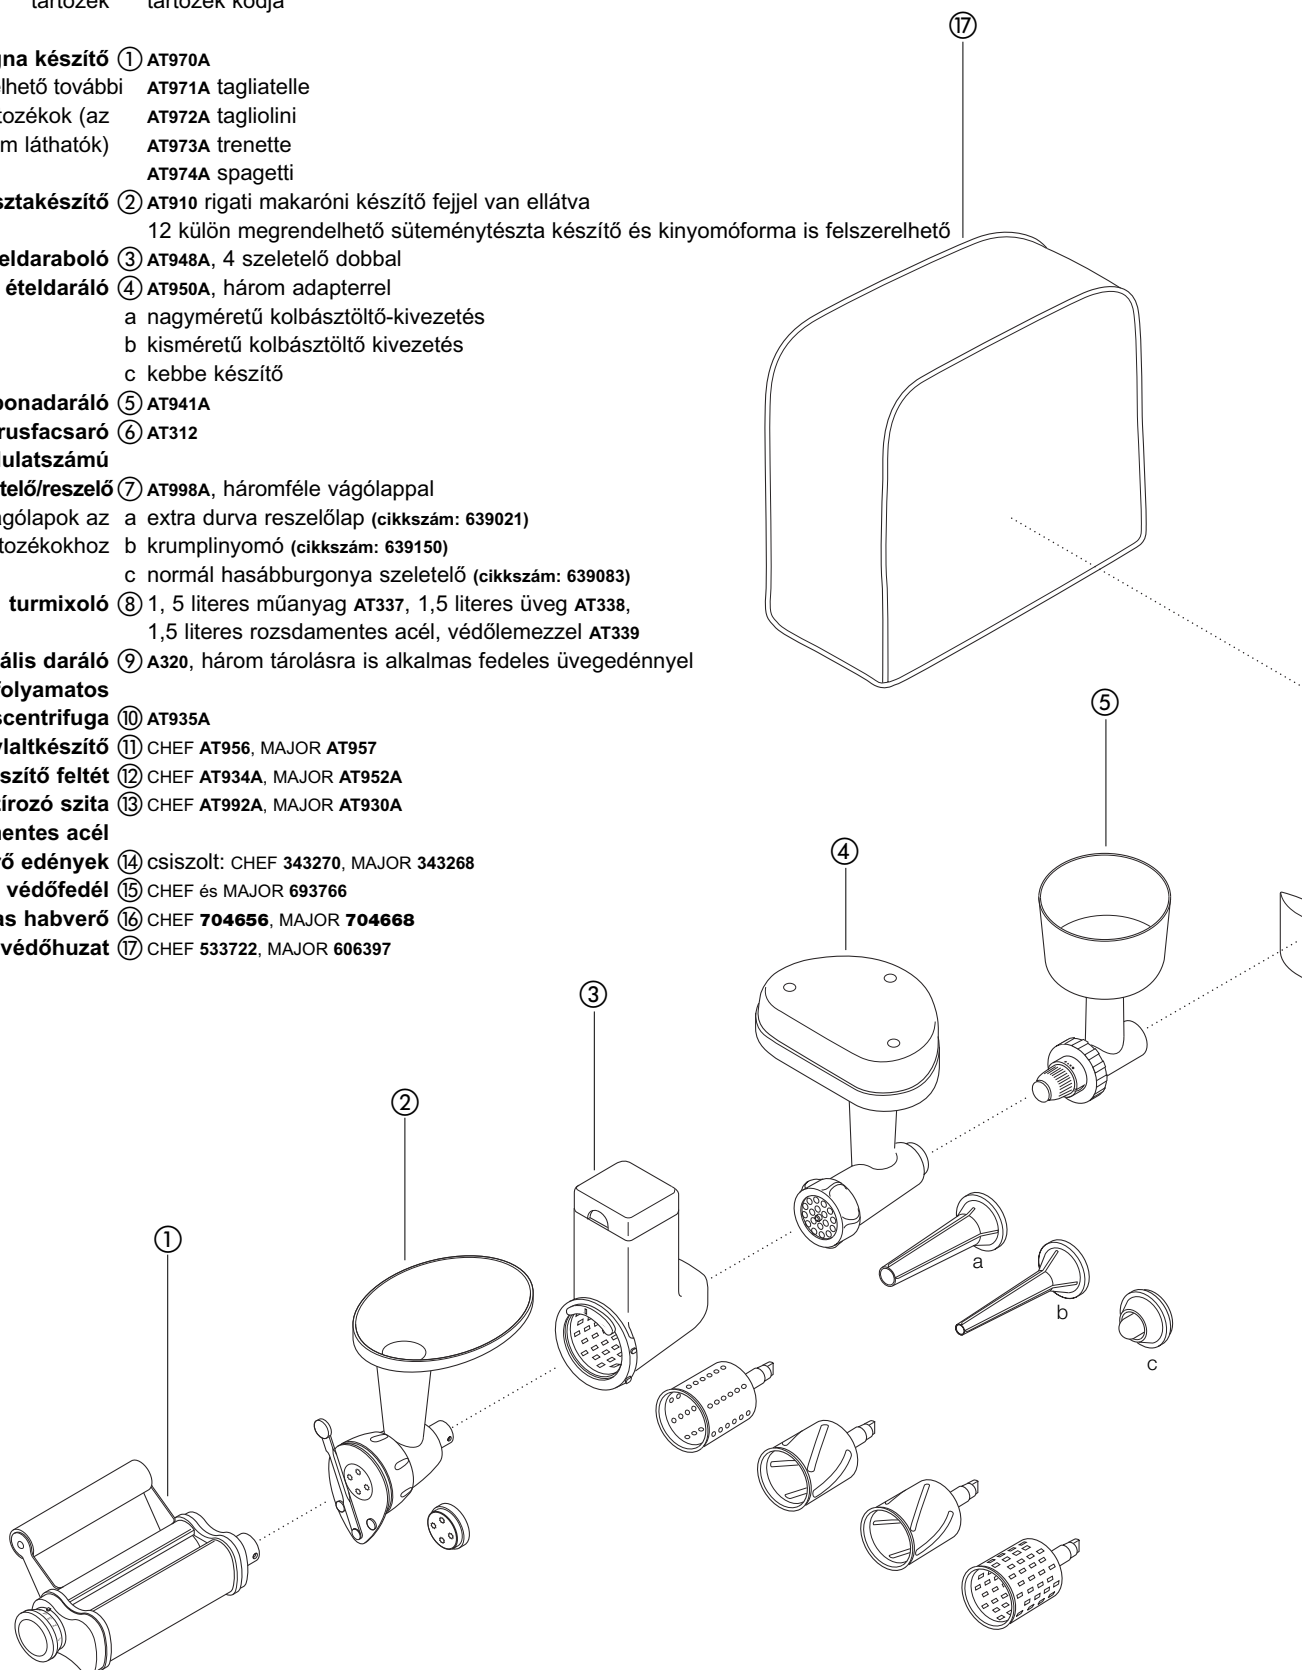 tartozék tartozék kódja
gna készítő ① AT970A
elhető további AT971A tagliatelle
tozékok (az AT972A tagliolini
m láthatók) AT973A trenette
AT974A spagetti
sztakészítő ② AT910 rigati makaróni készítő fejjel van ellátva
12 külön megrendelhető süteménytészta készítő és kinyomóforma is felszerelhető
eldaraboló ③ AT948A, 4 szeletelő dobbal
ételdaráló ④ AT950A, három adapterrel
a nagyméretű kolbásztöltő-kivezetés
b kisméretű kolbásztöltő kivezetés
c kebbe készítő
bonadaráló ⑤ AT941A
rusfacsaró ⑥ AT312
dulatszámú
telő/reszelő ⑦ AT998A, háromféle vágólappal
ágólapok az a extra durva reszelőlap (cikkszám: 639021)
tozékokhoz b krumplinyomó (cikkszám: 639150)
c normál hasábburgonya szeletelő (cikkszám: 639083)
turmixoló ⑧ 1, 5 literes műanyag AT337, 1,5 literes üveg AT338,
1,5 literes rozsdamentes acél, védőlemezzel AT339
ális daráló ⑨ A320, három tárolásra is alkalmas fedeles üvegedénnyel
folyamatos
scentrifuga ⑩ AT935A
ylaltkészítő ⑪ CHEF AT956, MAJOR AT957
szítő feltét ⑫ CHEF AT934A, MAJOR AT952A
írozó szita ⑬ CHEF AT992A, MAJOR AT930A
mentes acél
ő edények ⑭ csiszolt: CHEF 343270, MAJOR 343268
védőfedél ⑮ CHEF és MAJOR 693766
as habverő ⑯ CHEF 704656, MAJOR 704668
védőhuzat ⑰ CHEF 533722, MAJOR 606397
⑰
⑤
④
③
②
①
a
b
c